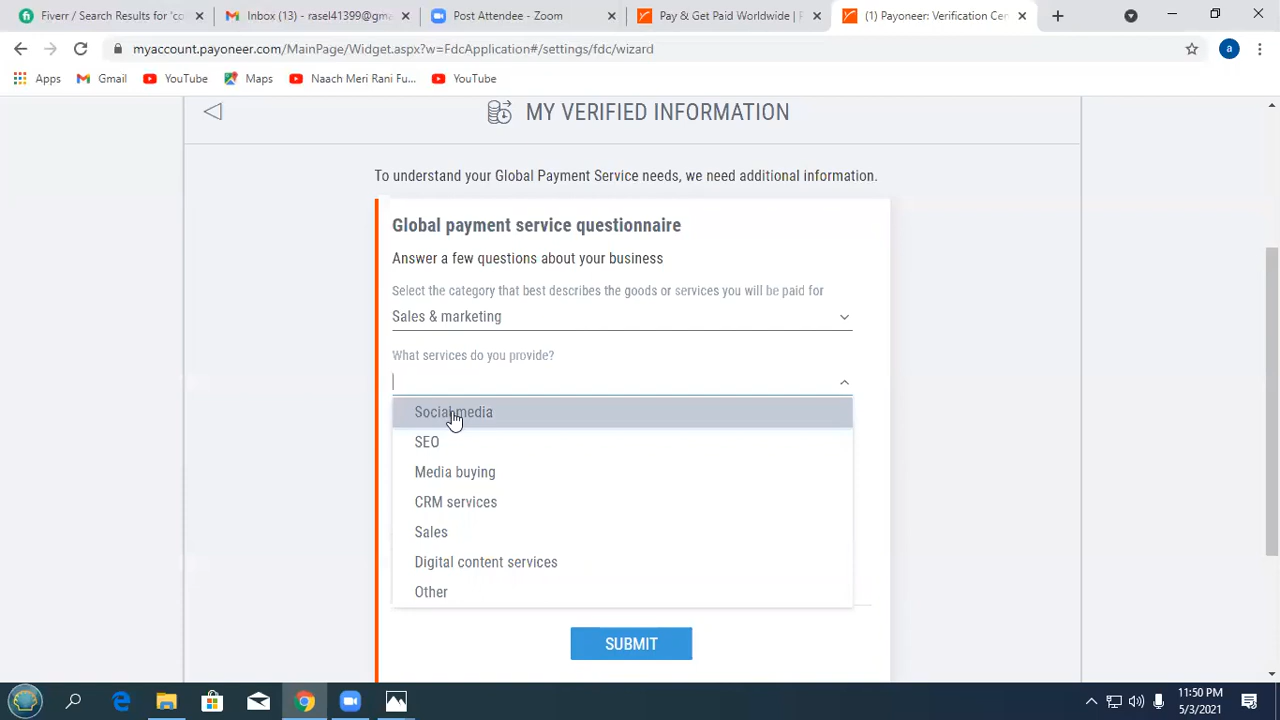 Fiverr / Search Results for 'co
Inbox (13) - rasel41399@gma
Post Attendee - Zoom
Pay & Get Paid Worldwide | P
(1) Payoneer: Verification Cen
myaccount.payoneer.com/MainPage/Widget.aspx?w=FdcApplication#/settings/fdc/wizard
a
Apps
Gmail
YouTube
Maps
Naach Meri Rani Fu...
YouTube
MY VERIFIED INFORMATION
To understand your Global Payment Service needs, we need additional information.
Global payment service questionnaire
Answer a few questions about your business
Select the category that best describes the goods or services you will be paid for
Sales & marketing
What services do you provide?
Social media
SEO
Media buying
CRM services
Sales
Digital content services
Other
SUBMIT
11:50 PM
5/3/2021